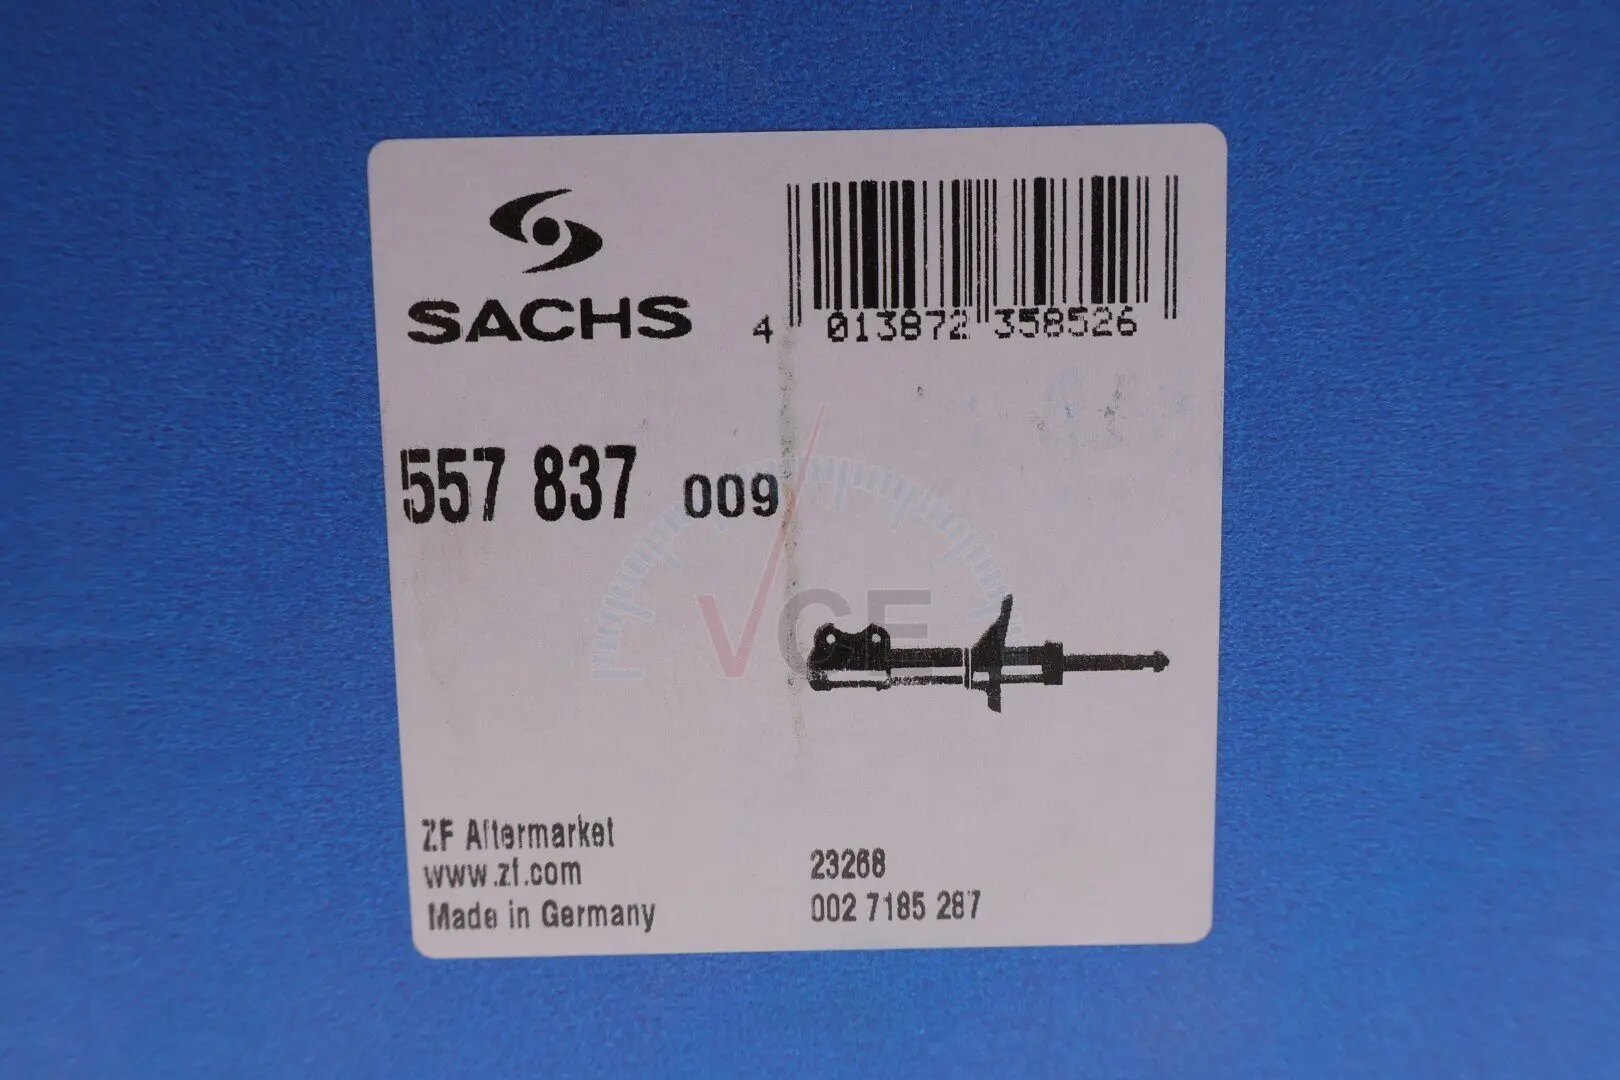 SACHS
4 013872 358526
557 837 009
VCE
ZF Aftermarket
www.zf.com
Made in Germany
23268
002 7185 287